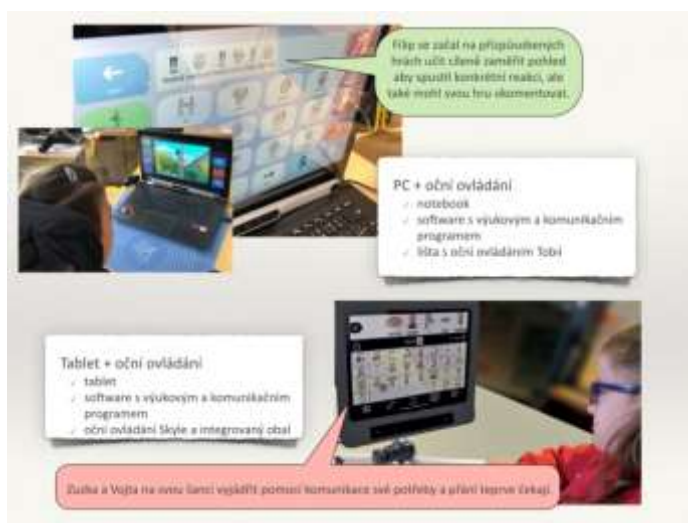 Filip se začal na přizpůsobených
hrách učit cíleně zaměřit pohled
aby spustil konkrétní reakci, ale
také mohl svou hru okomentovat.
PC + oční ovládání
✓ notebook
✓ software s výukovým a komunikačním
programem
✓ lišta s oční ovládáním Tobii
Tablet + oční ovládání
✓ tablet
✓ software s výukovým a komunikačním
programem
✓ oční ovládání Skyle a integrovaný obal
Zuzka a Vojta na svou šanci vyjádřit pomocí komunikace své potřeby a přání teprve čekají.